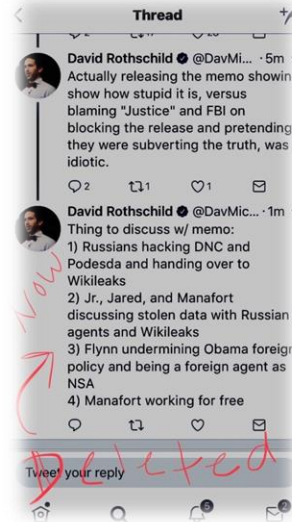 Thread
David Rothschild @DavMi... · 5m
Actually releasing the memo showin
show how stupid it is, versus
blaming "Justice" and FBI on
blocking the release and pretending
they were subverting the truth, was
idiotic.
2 1 1
David Rothschild @DavMic... · 1m
Thing to discuss w/ memo:
1) Russians hacking DNC and
Podesda and handing over to
Wikileaks
2) Jr., Jared, and Manafort
discussing stolen data with Russian
agents and Wikileaks
3) Flynn undermining Obama foreign
policy and being a foreign agent as
NSA
4) Manafort working for free
NOW
Deleted
Tweet your reply